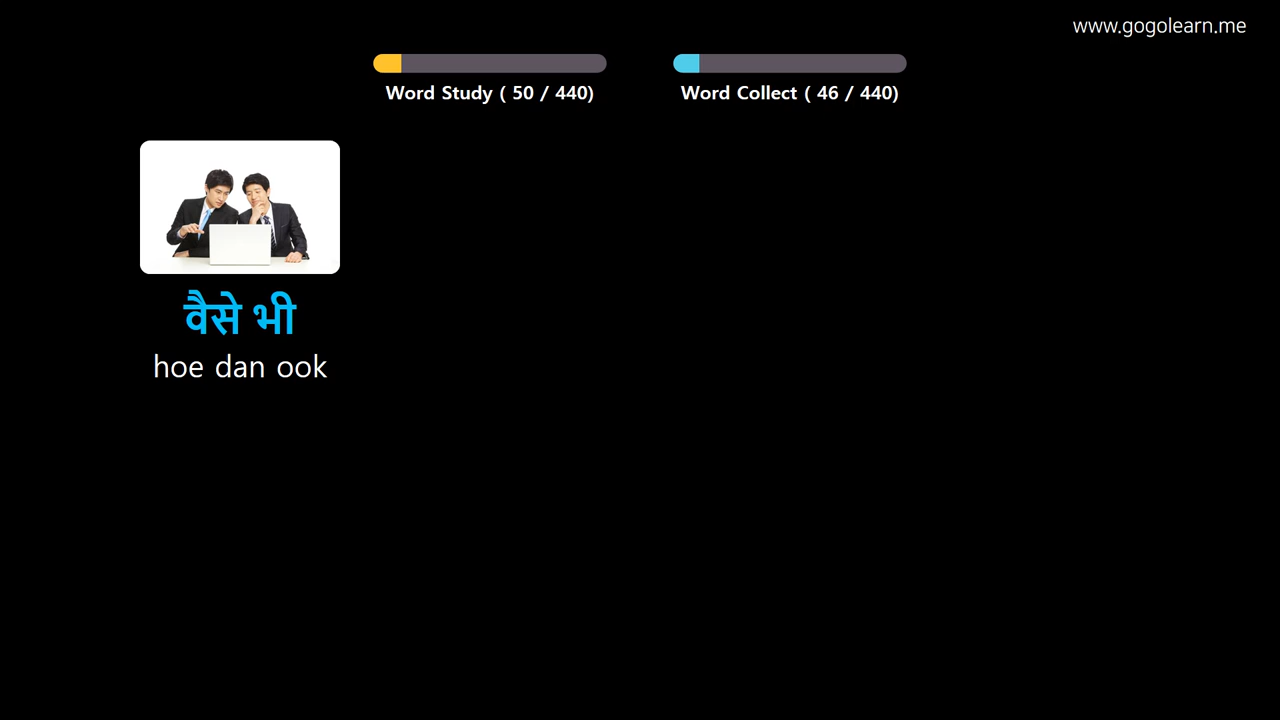 www.gogolearn.me
Word Study ( 50 / 440)
Word Collect ( 46 / 440)
वैसे भी
hoe dan ook